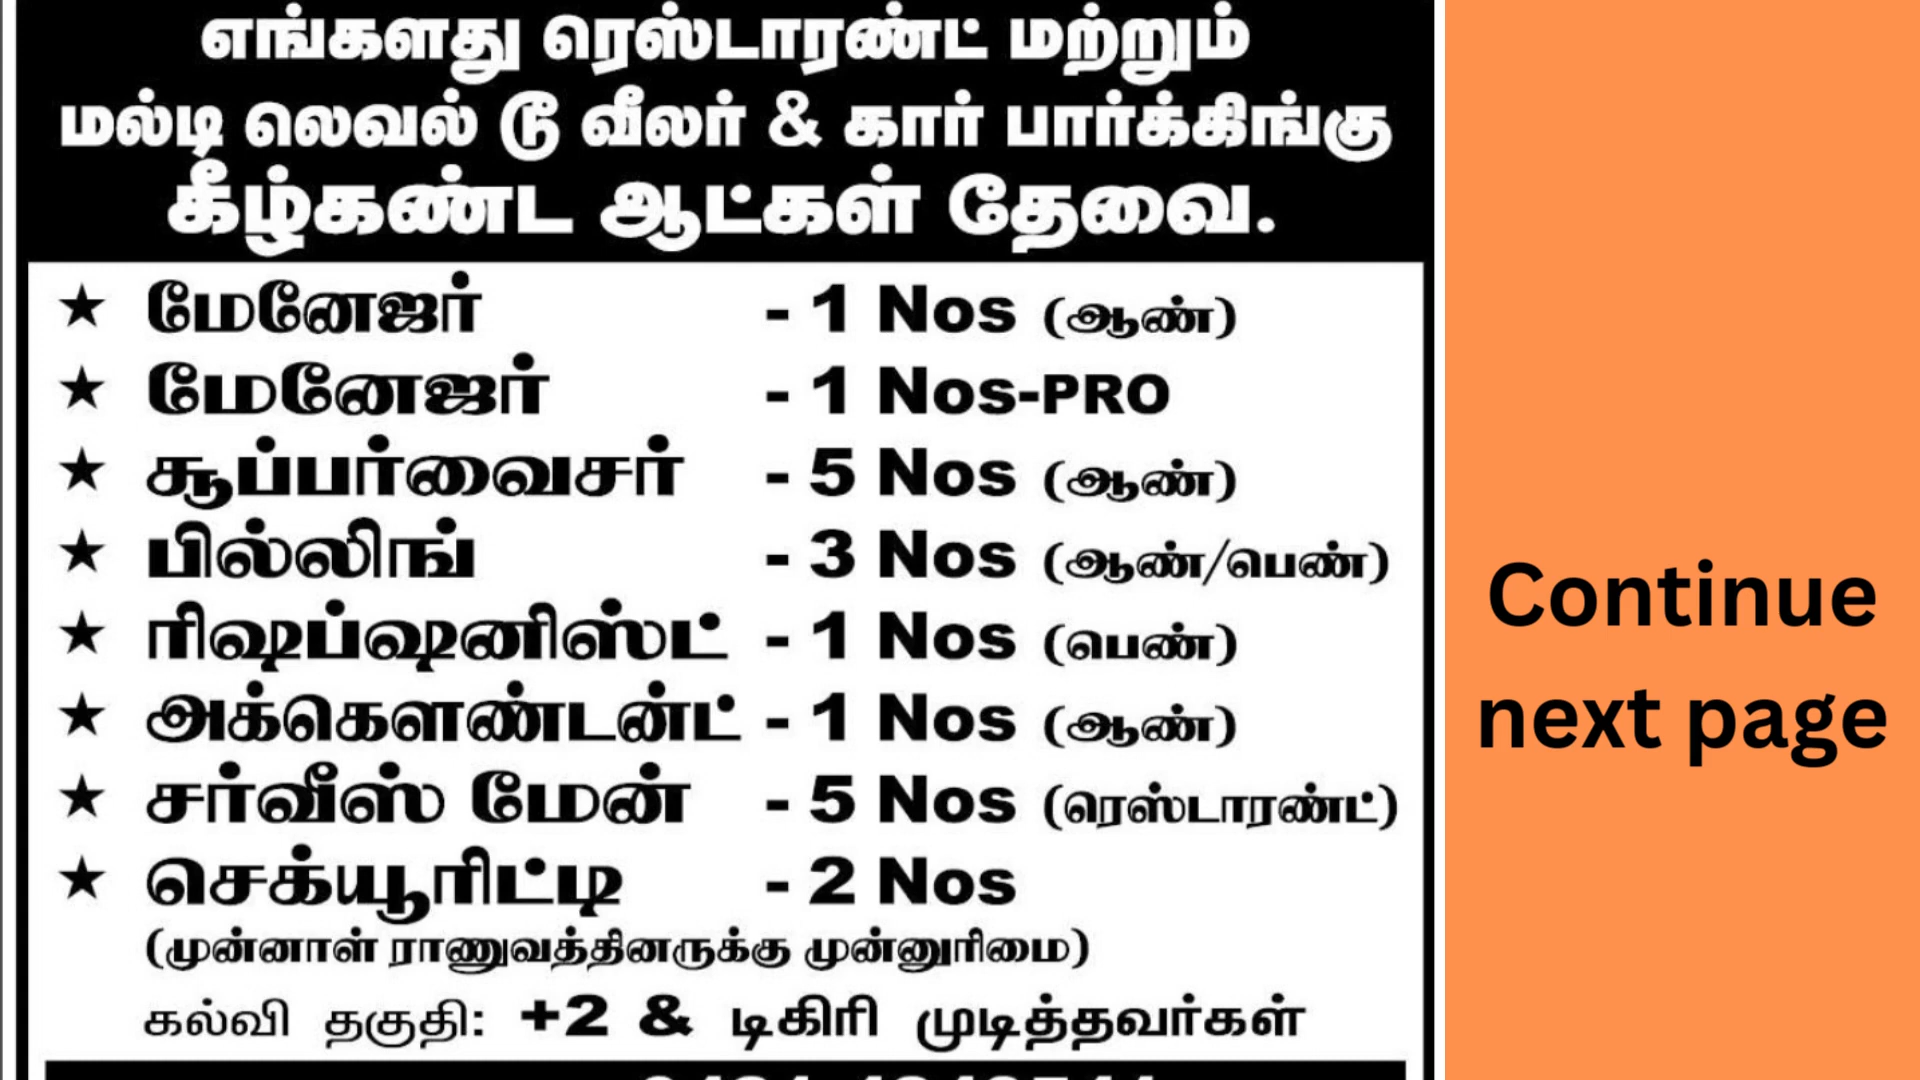 எங்களது ரெஸ்டாரண்ட் மற்றும்
மல்டி லெவல் டூ வீலர் & கார் பார்க்கிங்கு
கீழ்கண்ட ஆட்கள் தேவை.
★ மேனேஜர் - 1 Nos (ஆண்)
★ மேனேஜர் - 1 Nos-PRO
★ சூப்பர்வைசர் - 5 Nos (ஆண்)
★ பில்லிங் - 3 Nos (ஆண்/பெண்)
★ ரிஷப்ஷனிஸ்ட் - 1 Nos (பெண்)
★ அக்கௌண்டன்ட் - 1 Nos (ஆண்)
★ சர்வீஸ் மேன் - 5 Nos (ரெஸ்டாரண்ட்)
★ செக்யூரிட்டி - 2 Nos
(முன்னாள் ராணுவத்தினருக்கு முன்னுரிமை)
கல்வி தகுதி: +2 & டிகிரி முடித்தவர்கள்
Continue
next page